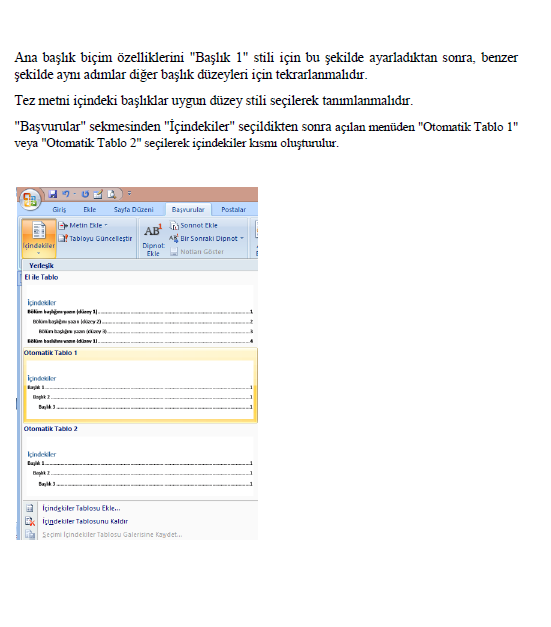 Ana başlık biçim özelliklerini "Başlık 1" stili için bu şekilde ayarladıktan sonra, benzer
şekilde aynı adımlar diğer başlık düzeyleri için tekrarlanmalıdır.
Tez metni içindeki başlıklar uygun düzey stili seçilerek tanımlanmalıdır.
"Başvurular" sekmesinden "İçindekiler" seçildikten sonra açılan menüden "Otomatik Tablo 1"
veya "Otomatik Tablo 2" seçilerek içindekiler kısmı oluşturulur.
Giriş Ekle Sayfa Düzeni Başvurular Postalar
İçindekiler
Metin Ekle
Tabloyu Güncelleştir
AB1
Dipnot Ekle
Sonnot Ekle
Bir Sonraki Dipnot
Notları Göster
Yerleşik
El ile Tablo
İçindekiler
Bölüm başlığını yazın (düzey 1) 1
Bölüm başlığını yazın (düzey 2) 2
Bölüm başlığını yazın (düzey 3) 3
Bölüm başlığını yazın (düzey 1) 4
Otomatik Tablo 1
İçindekiler
Başlık 1 1
Başlık 2 1
Başlık 3 1
Otomatik Tablo 2
İçindekiler
Başlık 1 1
Başlık 2 1
Başlık 3 1
İçindekiler Tablosu Ekle...
İçindekiler Tablosunu Kaldır
Seçimi İçindekiler Tablosu Galerisine Kaydet...